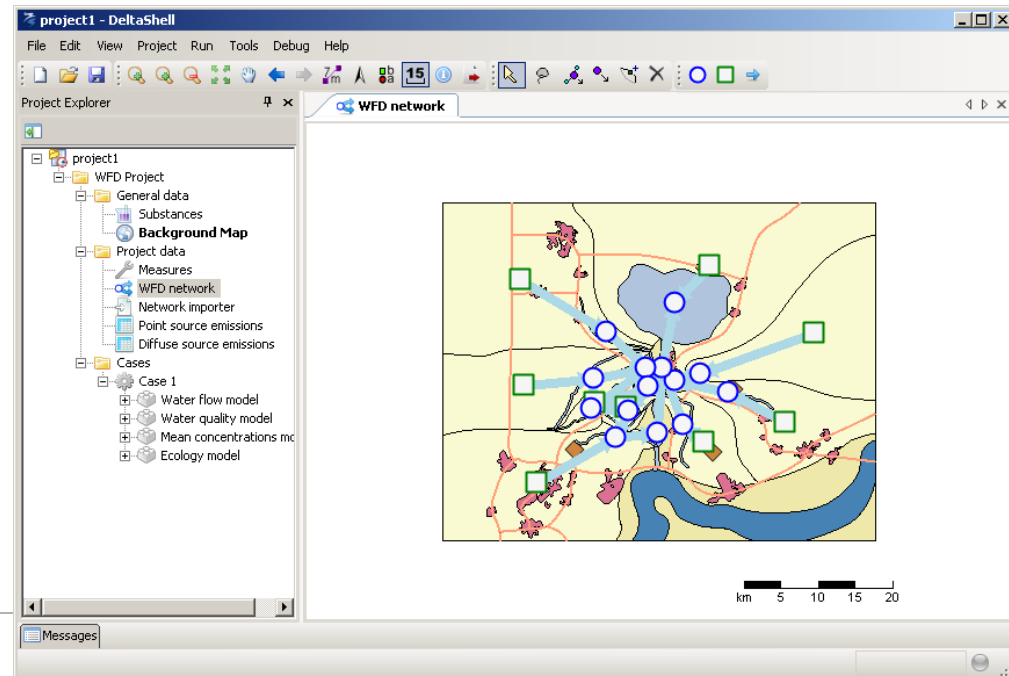 project1 - DeltaShell
File Edit View Project Run Tools Debug Help
15
Project Explorer
WFD network
project1
WFD Project
General data
Substances
Background Map
Project data
Measures
WFD network
Network importer
Point source emissions
Diffuse source emissions
Cases
Case 1
Water flow model
Water quality model
Mean concentrations mo
Ecology model
km 5 10 15 20
Messages